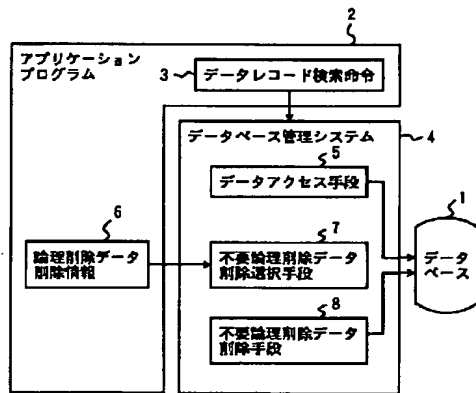 2
アプリケーション
プログラム
3
データレコード検索命令
データベース管理システム
4
5
データアクセス手段
1
データ
ベース
6
論理削除データ
削除情報
7
不要論理削除データ
削除選択手段
8
不要論理削除データ
削除手段